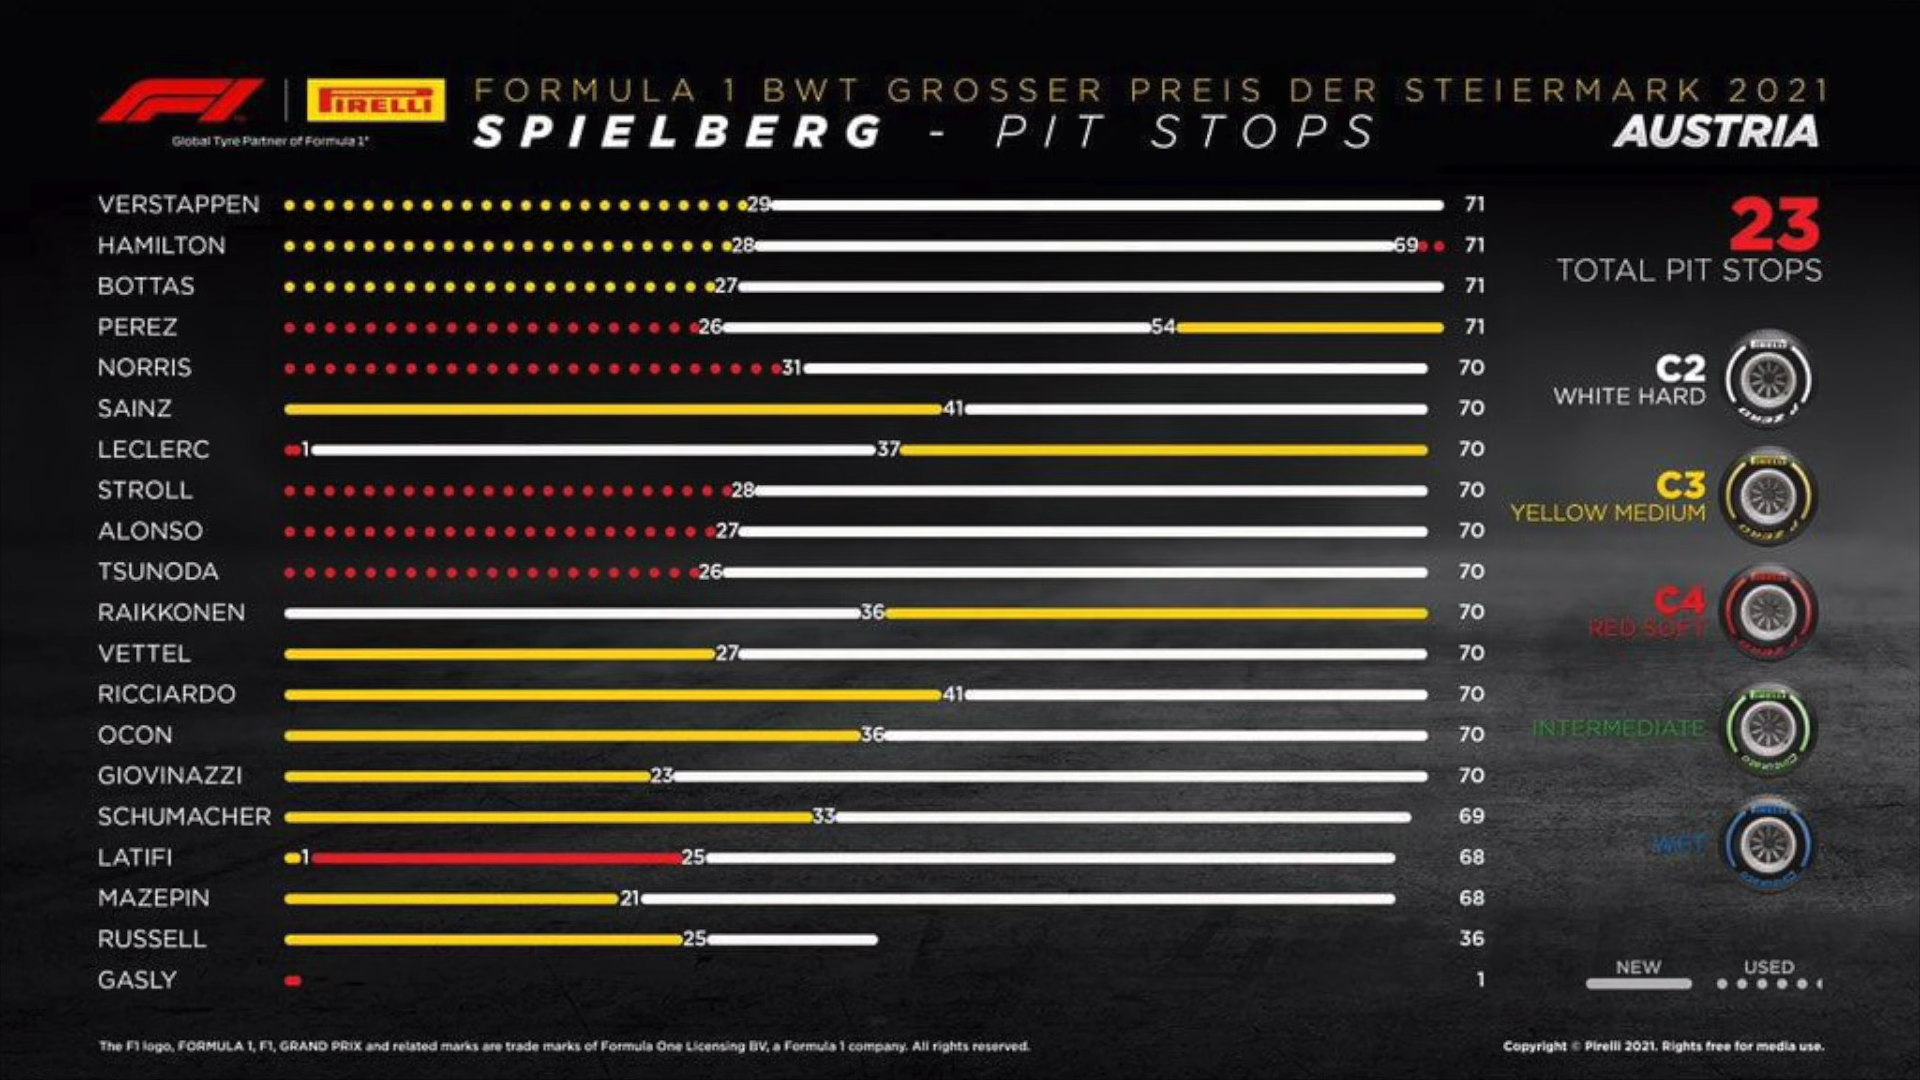 FORMULA 1 BWT GROSSER PREIS DER STEIERMARK 2021
PIRELLI
Global Tyre Partner of Formula 1®
SPIELBERG - PIT STOPS AUSTRIA
VERSTAPPEN 29 71
HAMILTON 28 69 71
BOTTAS 27 71
PEREZ 26 54 71
NORRIS 31 70
SAINZ 41 70
LECLERC 1 37 70
STROLL 28 70
ALONSO 27 70
TSUNODA 26 70
RAIKKONEN 36 70
VETTEL 27 70
RICCIARDO 41 70
OCON 36 70
GIOVINAZZI 23 70
SCHUMACHER 33 69
LATIFI 1 25 68
MAZEPIN 21 68
RUSSELL 25 36
GASLY 1
23
TOTAL PIT STOPS
C2
WHITE HARD
C3
YELLOW MEDIUM
C4
RED SOFT
INTERMEDIATE
WET
NEW USED
The F1 logo, FORMULA 1, F1, GRAND PRIX and related marks are trade marks of Formula One Licensing BV, a Formula 1 company. All rights reserved.
Copyright © Pirelli 2021. Rights free for media use.